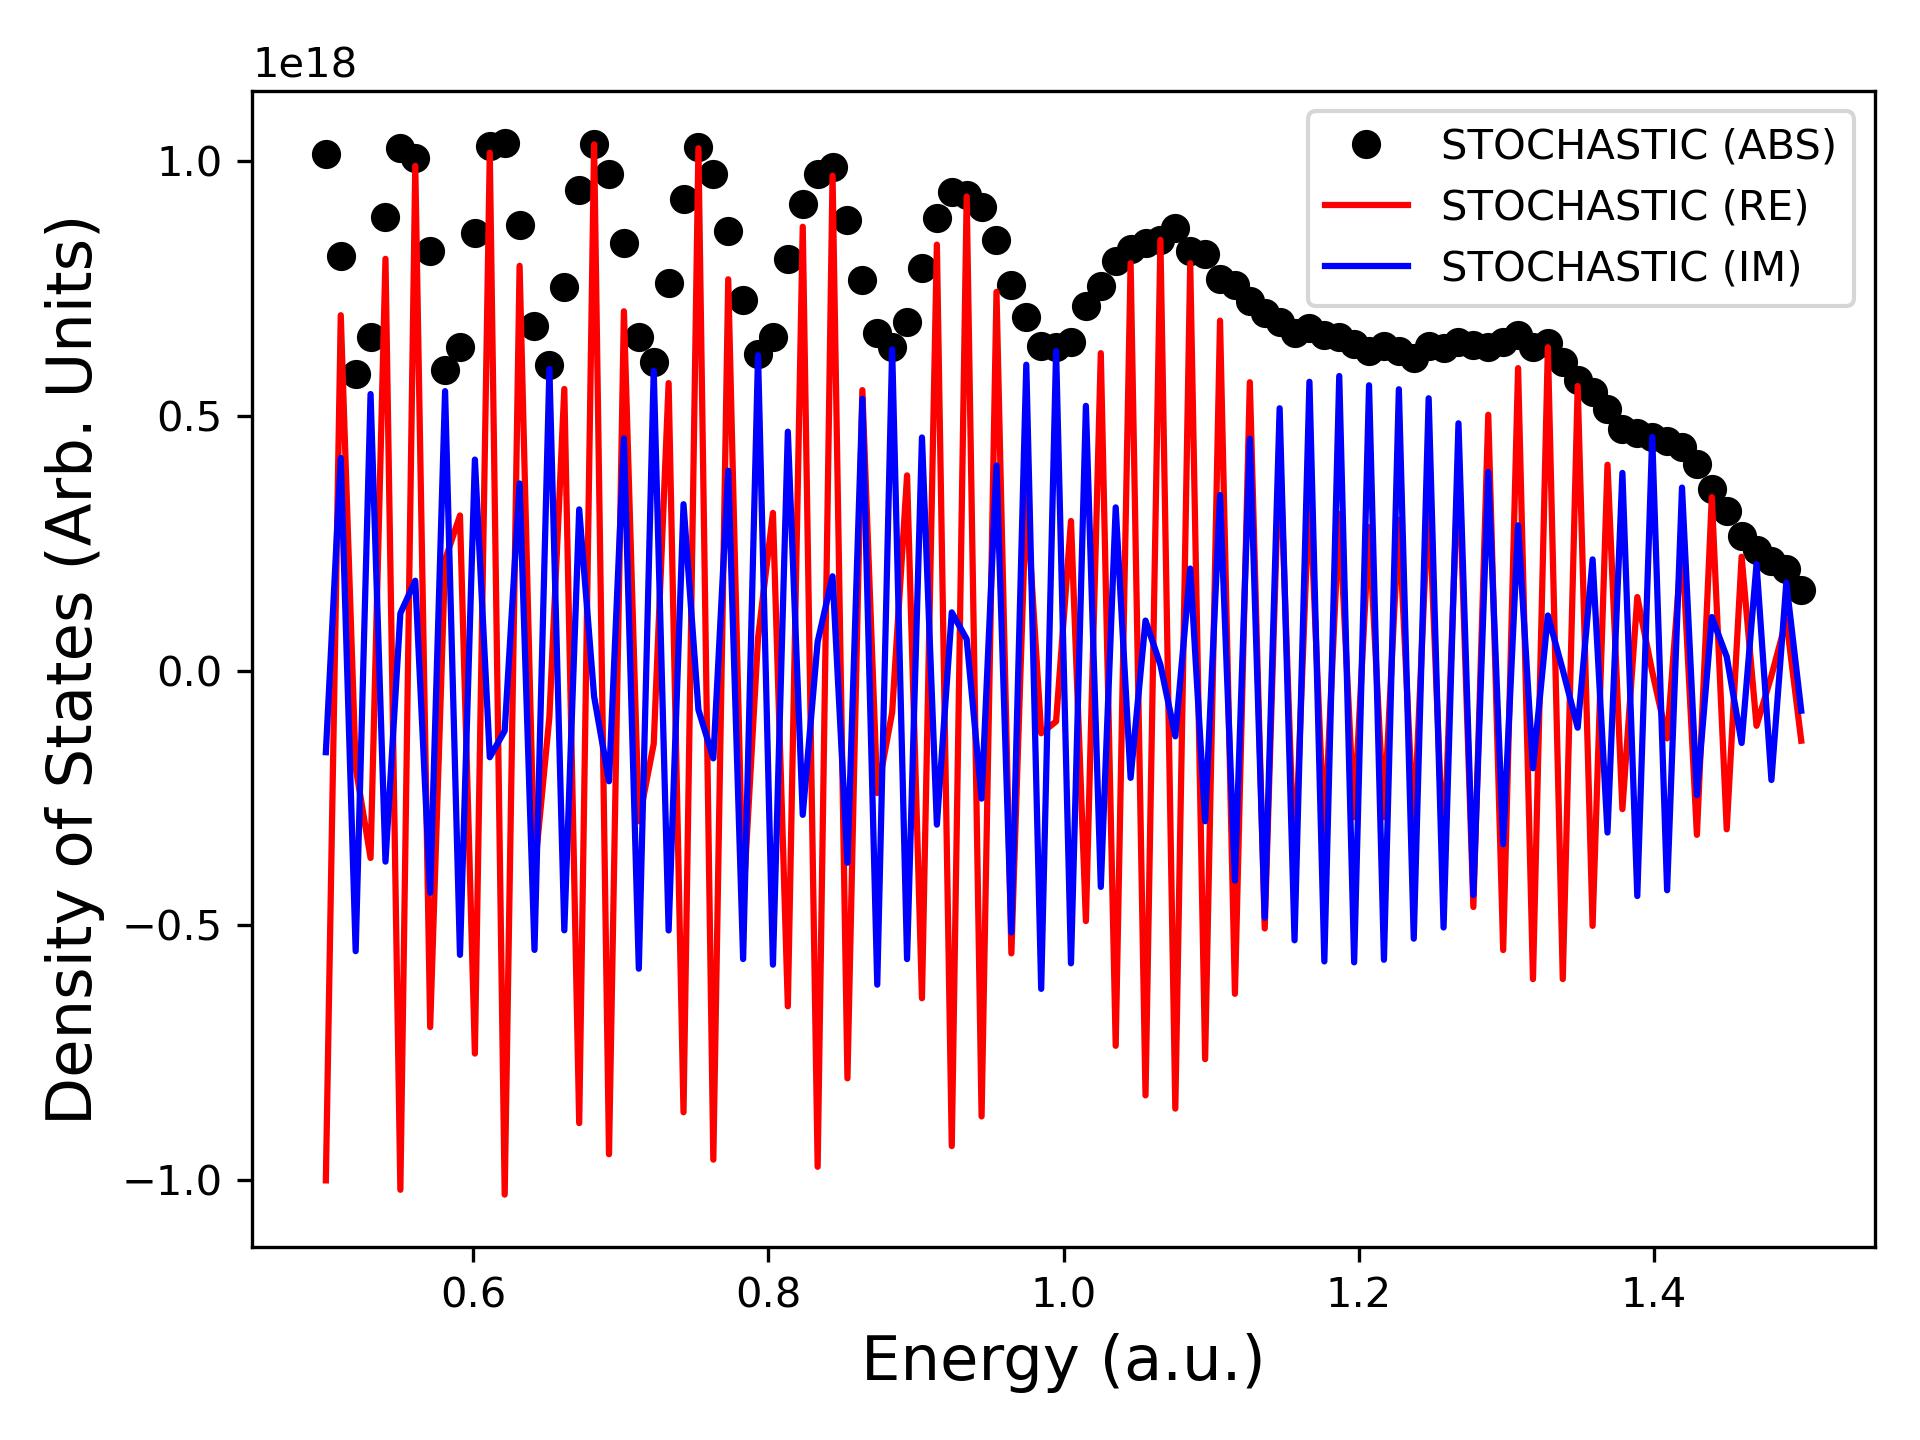 1e18
STOCHASTIC (ABS)
STOCHASTIC (RE)
STOCHASTIC (IM)
1.0
0.5
0.0
−0.5
−1.0
Density of States (Arb. Units)
0.6 0.8 1.0 1.2 1.4
Energy (a.u.)